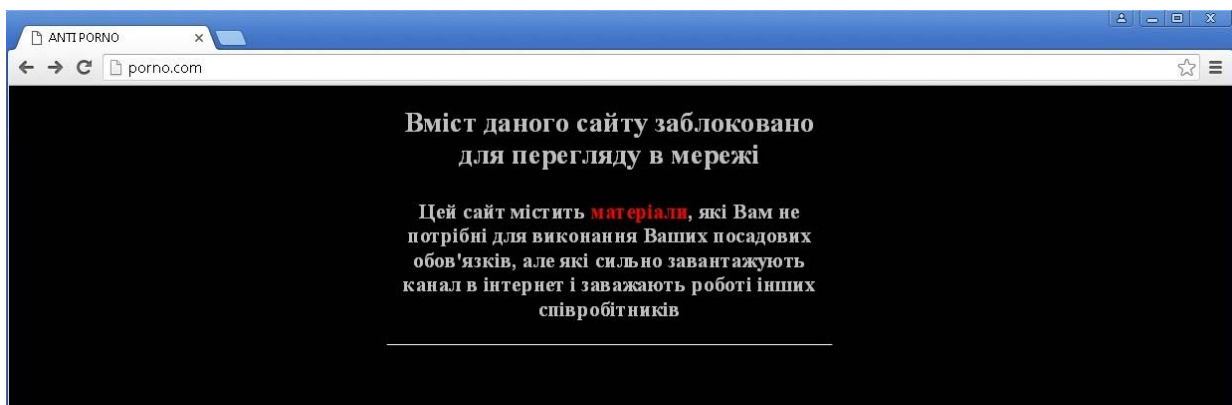 ANTI PORNO
porno.com
Вміст даного сайту заблоковано
для перегляду в мережі
Цей сайт містить матеріали, які Вам не
потрібні для виконання Ваших посадових
обов'язків, але які сильно завантажують
канал в інтернет і заважають роботі інших
співробітників